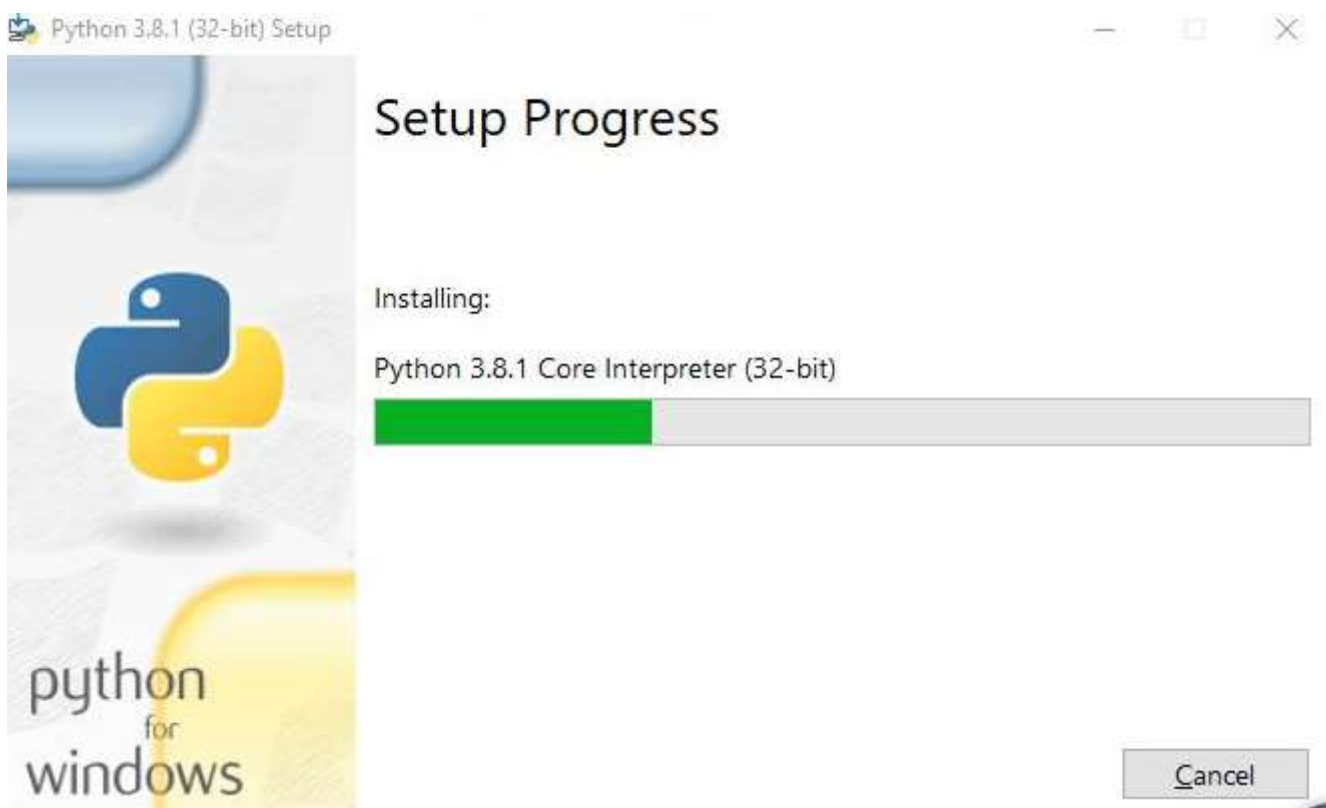 Python 3.8.1 (32-bit) Setup
Setup Progress
Installing:
Python 3.8.1 Core Interpreter (32-bit)
python
for
windows
Cancel